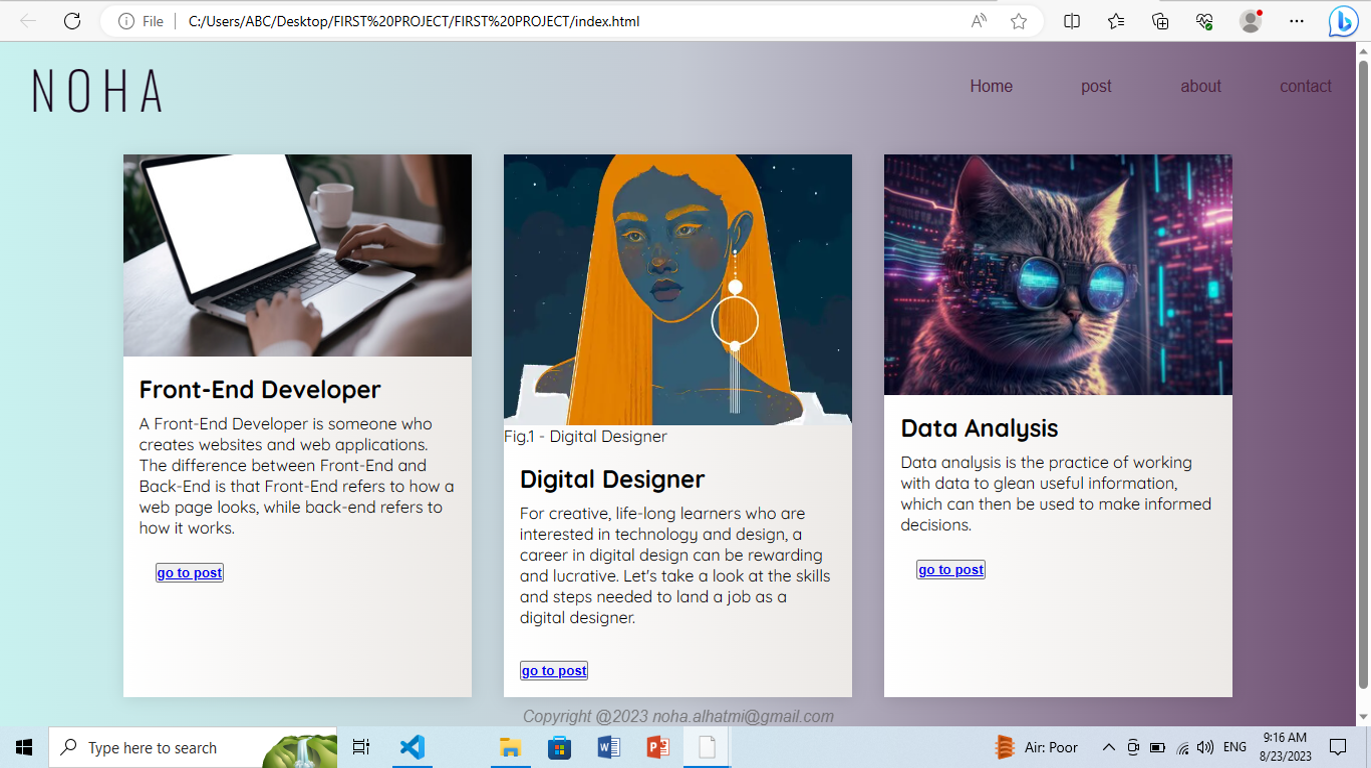 File
C:/Users/ABC/Desktop/FIRST%20PROJECT/FIRST%20PROJECT/index.html
NOHA
Home
post
about
contact
Front-End Developer
A Front-End Developer is someone who
creates websites and web applications.
The difference between Front-End and
Back-End is that Front-End refers to how a
web page looks, while back-end refers to
how it works.
go to post
Fig.1 - Digital Designer
Digital Designer
For creative, life-long learners who are
interested in technology and design, a
career in digital design can be rewarding
and lucrative. Let's take a look at the skills
and steps needed to land a job as a
digital designer.
go to post
Data Analysis
Data analysis is the practice of working
with data to glean useful information,
which can then be used to make informed
decisions.
go to post
Copyright @2023 noha.alhatmi@gmail.com
Type here to search
Air: Poor
ENG
9:16 AM
8/23/2023